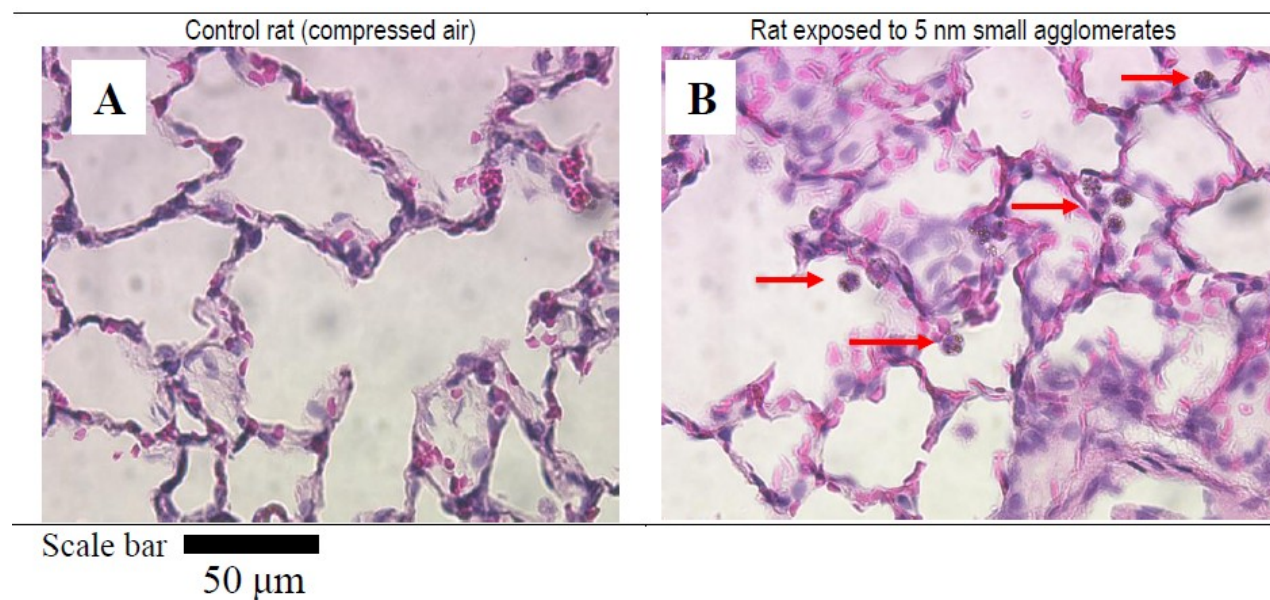 Control rat (compressed air)
Rat exposed to 5 nm small agglomerates
A
B
Scale bar
50 μm